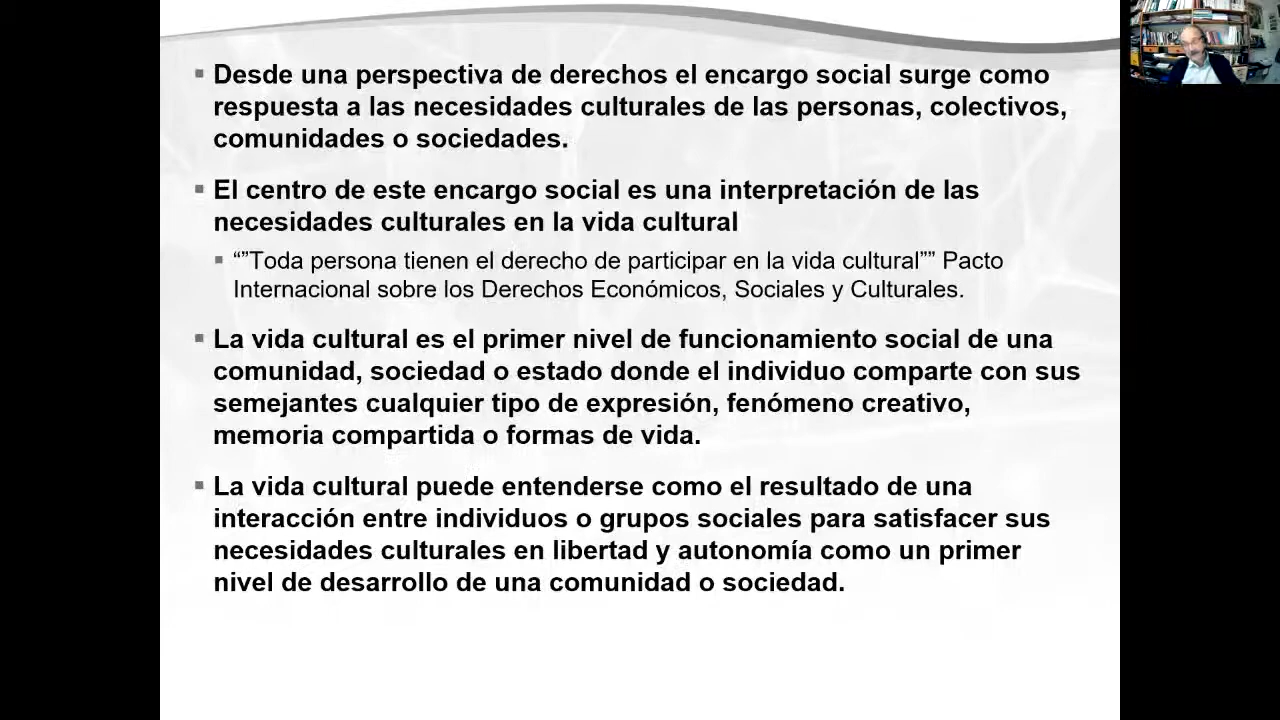 Desde una perspectiva de derechos el encargo social surge como
respuesta a las necesidades culturales de las personas, colectivos,
comunidades o sociedades.
El centro de este encargo social es una interpretación de las
necesidades culturales en la vida cultural
“”Toda persona tienen el derecho de participar en la vida cultural”” Pacto
Internacional sobre los Derechos Económicos, Sociales y Culturales.
La vida cultural es el primer nivel de funcionamiento social de una
comunidad, sociedad o estado donde el individuo comparte con sus
semejantes cualquier tipo de expresión, fenómeno creativo,
memoria compartida o formas de vida.
La vida cultural puede entenderse como el resultado de una
interacción entre individuos o grupos sociales para satisfacer sus
necesidades culturales en libertad y autonomía como un primer
nivel de desarrollo de una comunidad o sociedad.